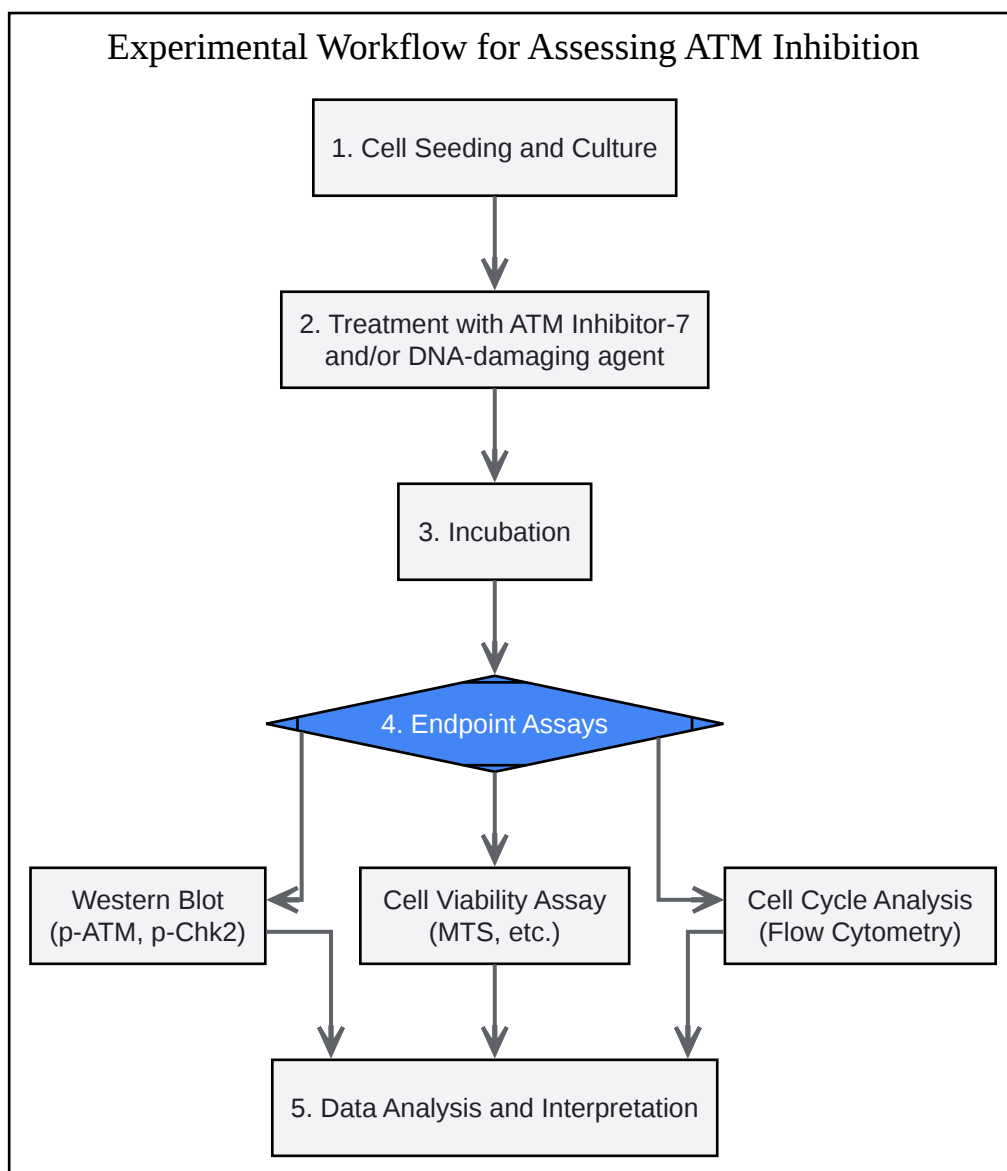 Experimental Workflow for Assessing ATM Inhibition
1. Cell Seeding and Culture
2. Treatment with ATM Inhibitor-7
and/or DNA-damaging agent
3. Incubation
4. Endpoint Assays
Western Blot
(p-ATM, p-Chk2)
Cell Viability Assay
(MTS, etc.)
Cell Cycle Analysis
(Flow Cytometry)
5. Data Analysis and Interpretation